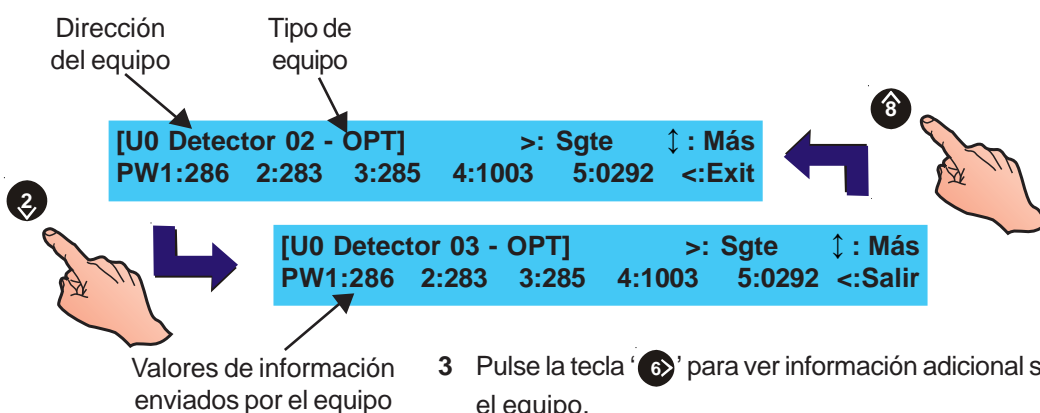 Dirección
del equipo
Tipo de
equipo
8
[U0 Detector 02 - OPT] >: Sgte ↕ : Más
PW1:286 2:283 3:285 4:1003 5:0292 <:Exit
2
[U0 Detector 03 - OPT] >: Sgte ↕ : Más
PW1:286 2:283 3:285 4:1003 5:0292 <:Salir
Valores de información
enviados por el equipo
3 Pulse la tecla ‘6>’ para ver información adicional
el equipo.